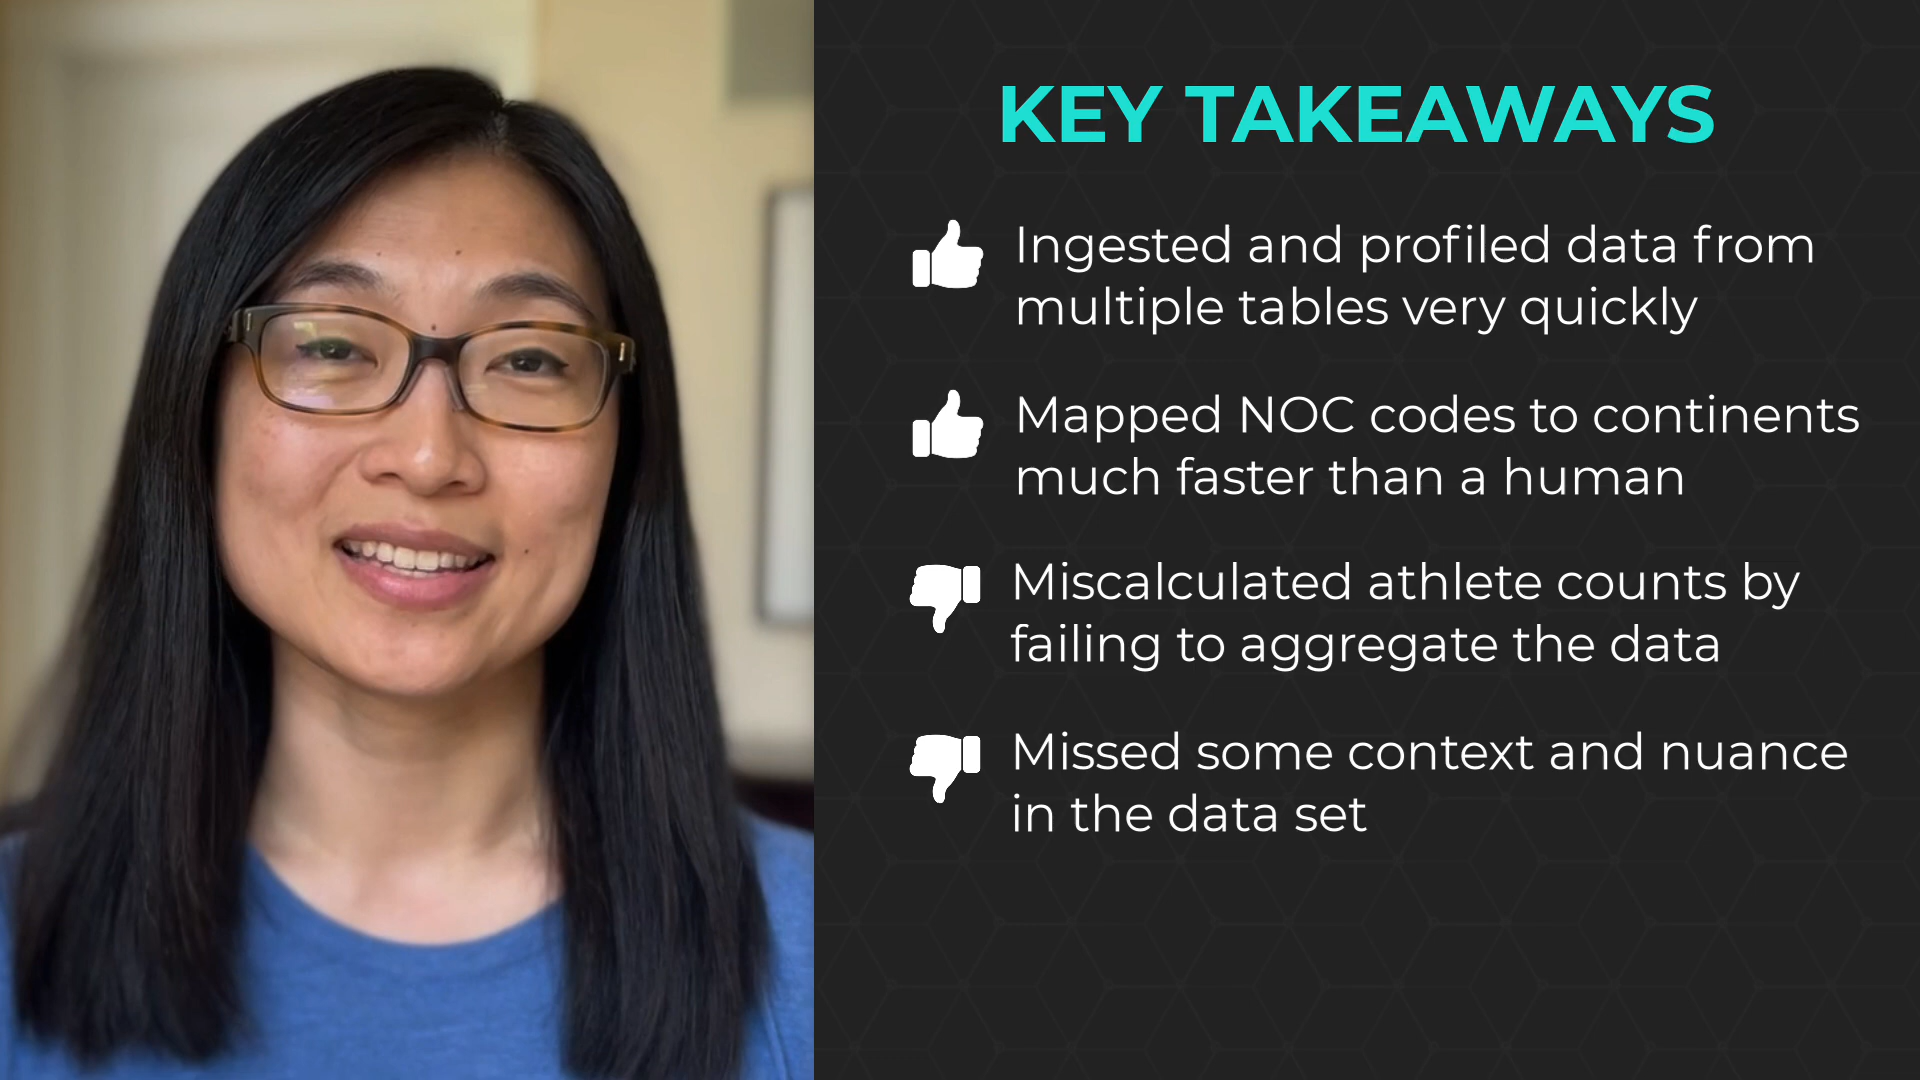 KEY TAKEAWAYS
Ingested and profiled data from
multiple tables very quickly
Mapped NOC codes to continents
much faster than a human
Miscalculated athlete counts by
failing to aggregate the data
Missed some context and nuance
in the data set